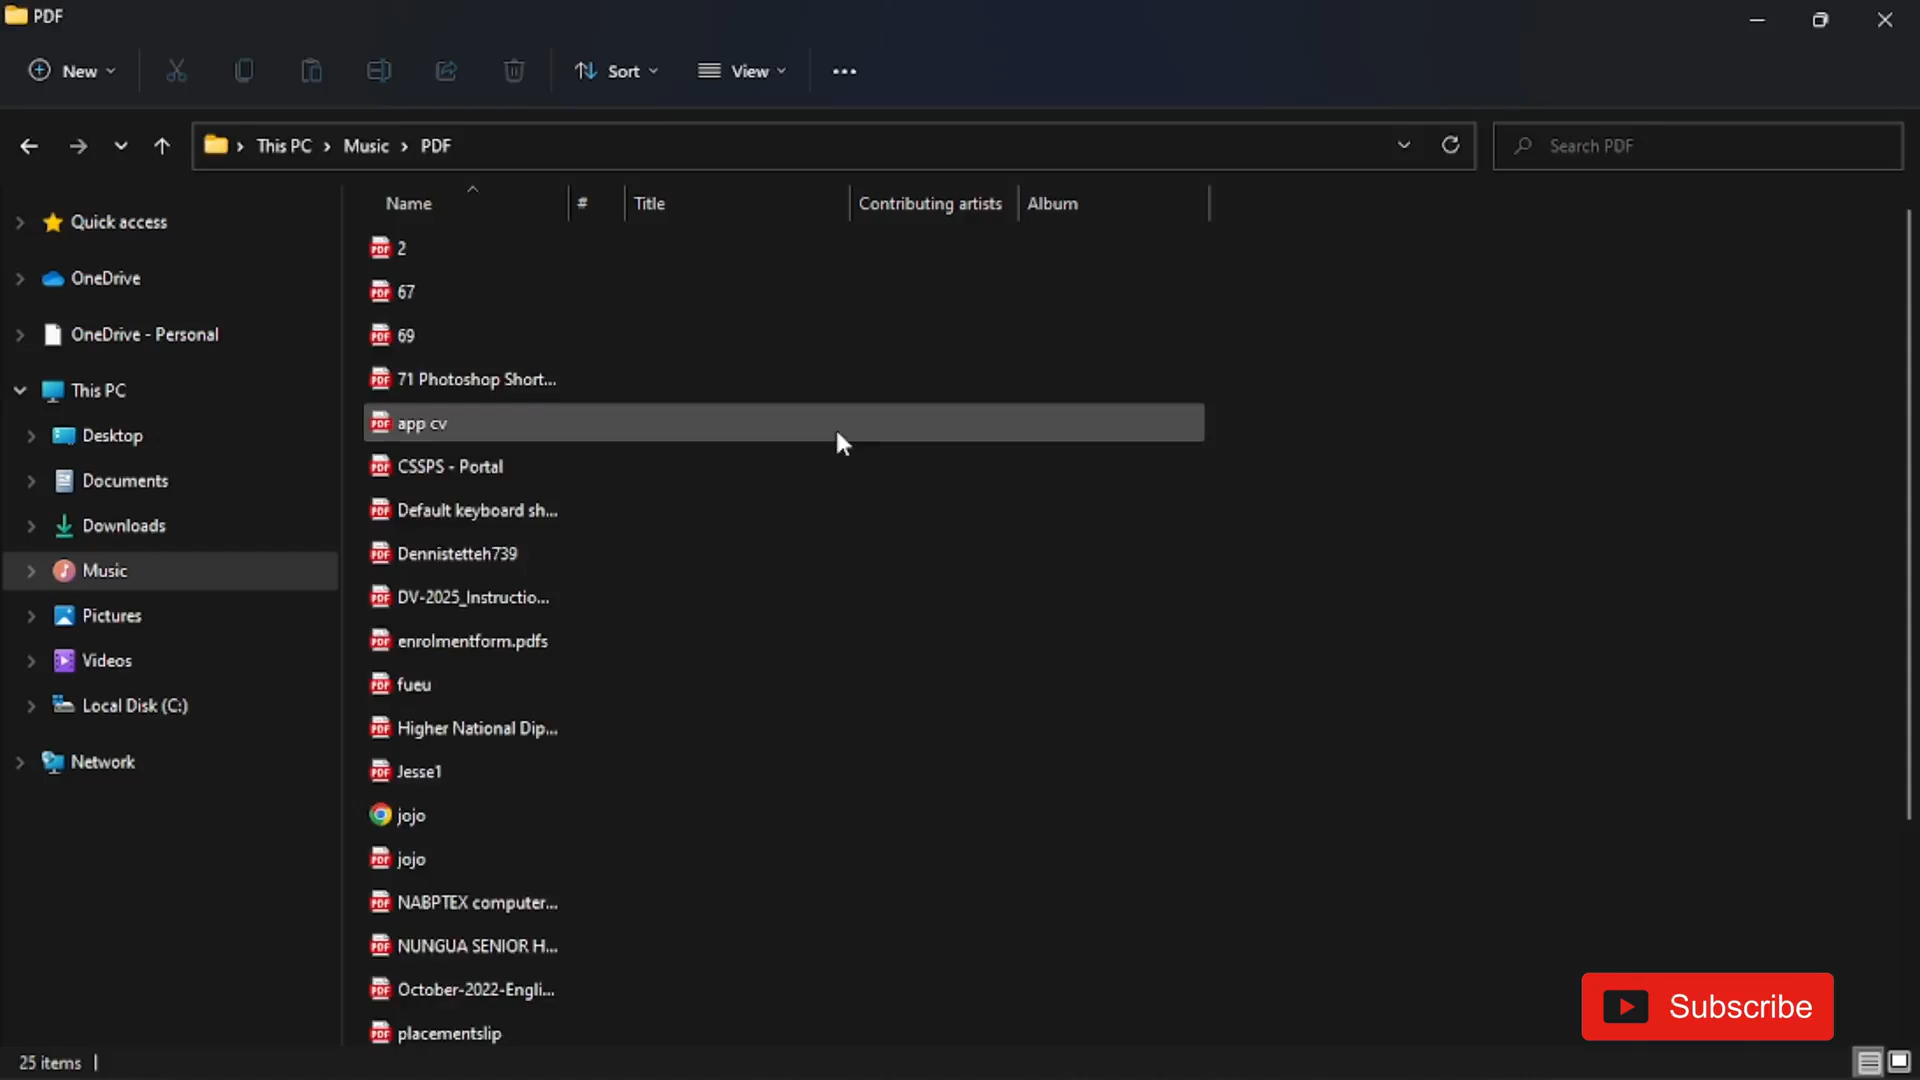 PDF
New
Sort
View
This PC > Music > PDF
Search PDF
Name
#
Title
Contributing artists
Album
Quick access
OneDrive
OneDrive - Personal
This PC
Desktop
Documents
Downloads
Music
Pictures
Videos
Local Disk (C:)
Network
2
67
69
71 Photoshop Short...
app cv
CSSPS - Portal
Default keyboard sh...
Dennistetteh739
DV-2025_Instructio...
enrolmentform.pdfs
fueu
Higher National Dip...
Jesse1
jojo
jojo
NABPTEX computer...
NUNGUA SENIOR H...
October-2022-Engli...
placementslip
Subscribe
25 items